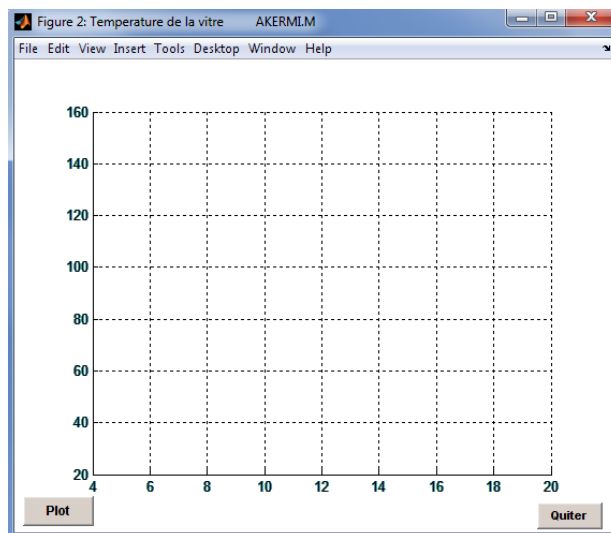 Figure 2: Temperature de la vitre AKERMI.M
File Edit View Insert Tools Desktop Window Help
160
140
120
100
80
60
40
20
4 6 8 10 12 14 16 18 20
Plot Quiter